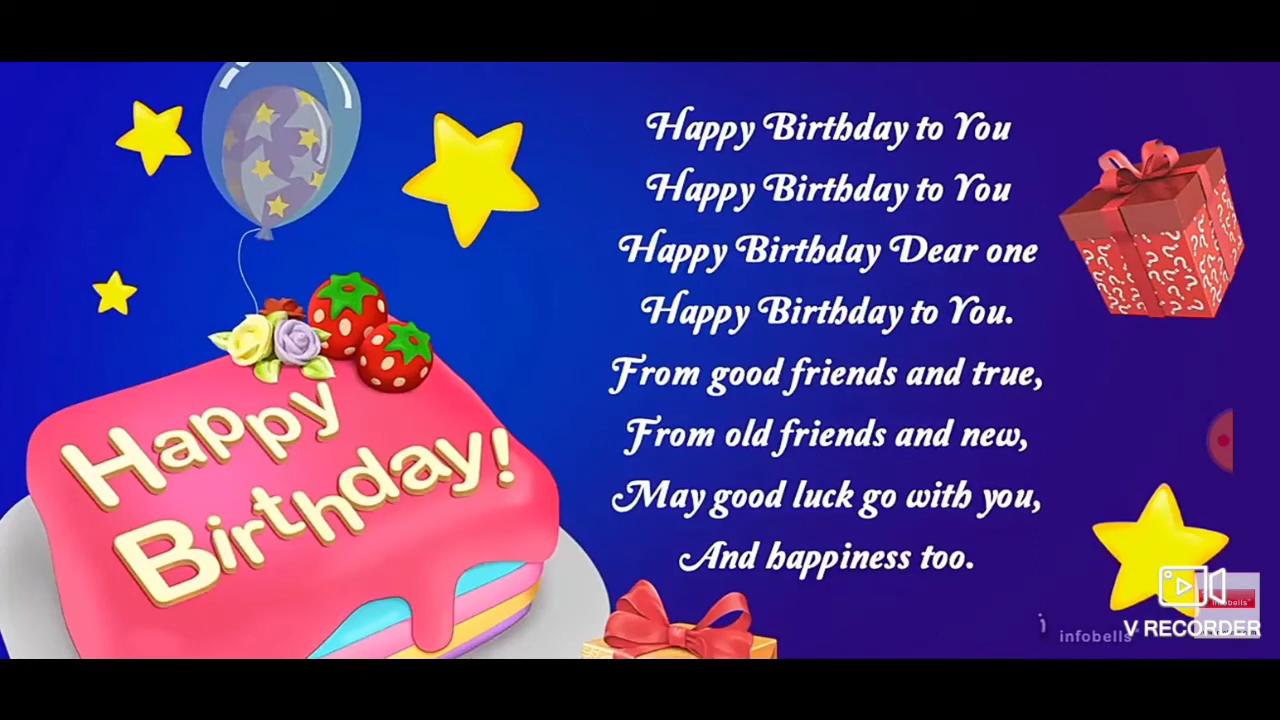 Happy Birthday to You
Happy Birthday to You
Happy Birthday Dear one
Happy Birthday to You.
From good friends and true,
From old friends and new,
May good luck go with you,
And happiness too.
Happy
Birthday!
infobells
infobells
V RECORDER